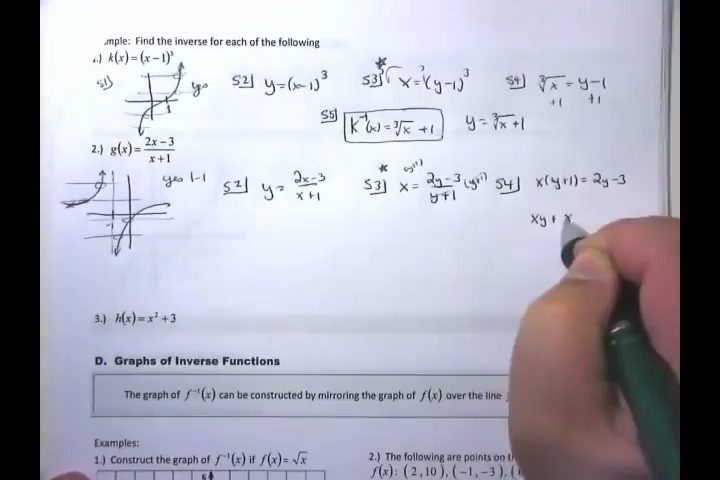 mple: Find the inverse for each of the following
.) k(x) = (x − 1)³
S1) yes 1 S2] y = (x-1)³ S3] ∛ x = ∛(y-1)³ S4] ∛x = y-1
+1 +1
S5] k⁻¹(x) = ∛x +1 y = ∛x +1
2.) g(x) = (2x − 3)/(x + 1)
yes 1-1 S2] y = (2x-3)/(x+1) S3] (y+1) x = (2y-3)/(y+1) (y+1) S4] x(y+1) = 2y-3
-1
xy + x
3.) h(x) = x² + 3
D. Graphs of Inverse Functions
The graph of f⁻¹(x) can be constructed by mirroring the graph of f(x) over the line
Examples:
1.) Construct the graph of f⁻¹(x) if f(x) = √x
6
2.) The following are points on
f(x): (2, 10), (−1, −3), (